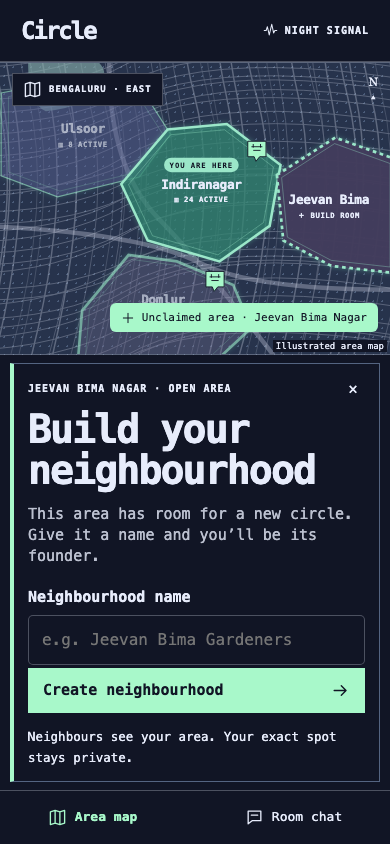 Circle
NIGHT SIGNAL
BENGALURU · EAST
N
Ulsoor
8 ACTIVE
YOU ARE HERE
Indiranagar
24 ACTIVE
Jeevan Bima
+ BUILD ROOM
Domlur
+ Unclaimed area · Jeevan Bima Nagar
Illustrated area map
JEEVAN BIMA NAGAR · OPEN AREA
×
Build your
neighbourhood
This area has room for a new circle.
Give it a name and you’ll be its
founder.
Neighbourhood name
e.g. Jeevan Bima Gardeners
Create neighbourhood →
Neighbours see your area. Your exact spot
stays private.
Area map
Room chat